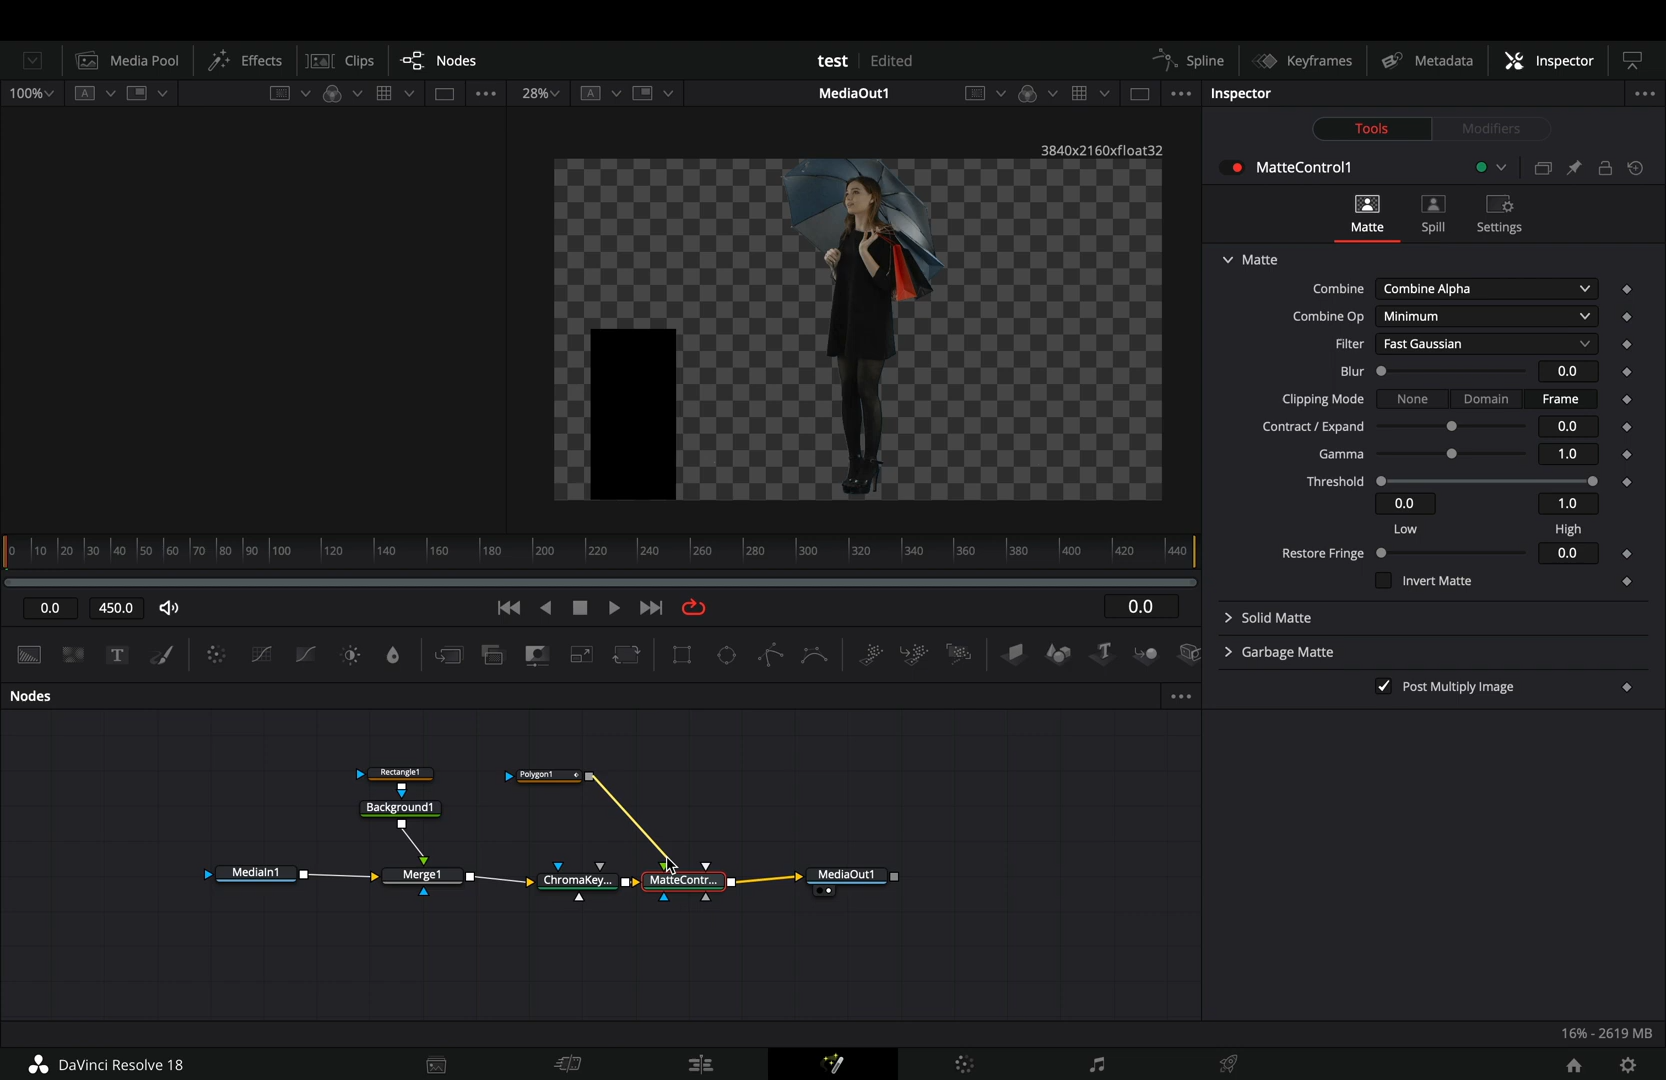 Media Pool Effects Clips Nodes test Edited Spline Keyframes Metadata Inspector
100% A 28% A MediaOut1 Inspector
Tools Modifiers
3840x2160xfloat32
MatteControl1
Matte Spill Settings
Matte
Combine Combine Alpha
Combine Op Minimum
Filter Fast Gaussian
Blur 0.0
Clipping Mode None Domain Frame
Contract / Expand 0.0
Gamma 1.0
Threshold
0.0 1.0
Low High
Restore Fringe 0.0
Invert Matte
Solid Matte
Garbage Matte
Post Multiply Image
0 10 20 30 40 50 60 70 80 90 100 120 140 160 180 200 220 240 260 280 300 320 340 360 380 400 420 440
0.0 450.0 0.0
T T
Nodes
Rectangle1 Polygon1
Background1
MediaIn1 Merge1 ChromaKey... MatteContr... MediaOut1
16% - 2619 MB
DaVinci Resolve 18